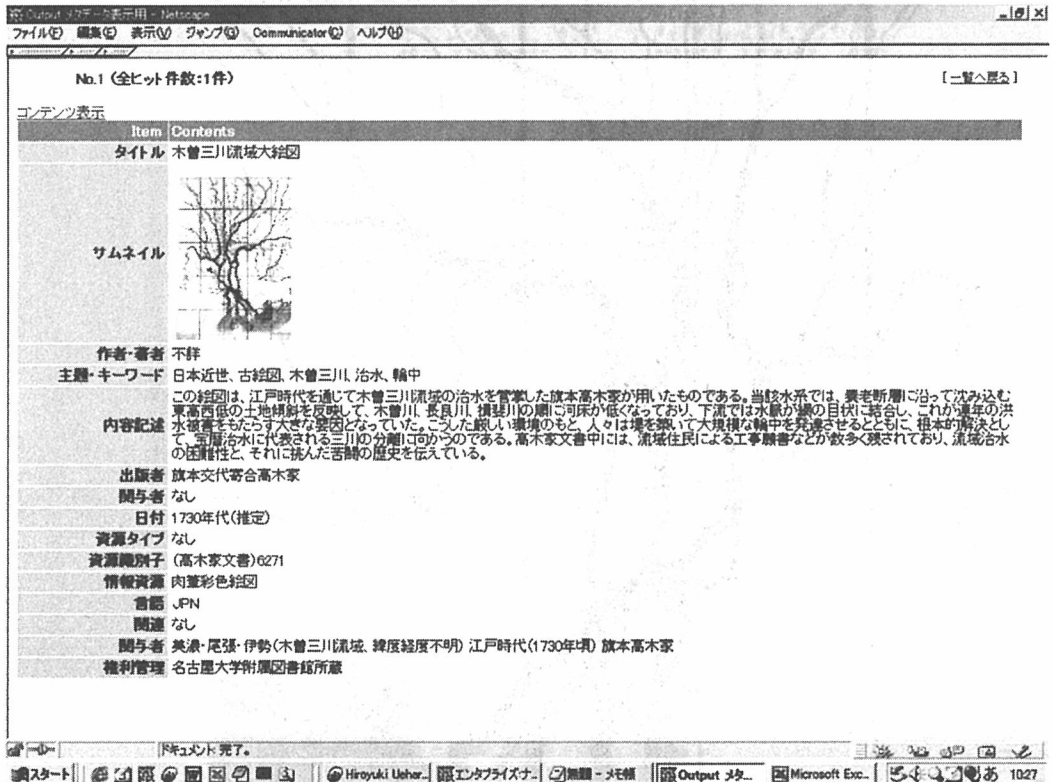 Output メタデータ表示用 - Netscape
ファイル(F) 編集(E) 表示(V) ジャンプ(G) Communicator(C) ヘルプ(H)
No.1 (全ヒット件数:1件)
[一覧へ戻る]
コンテンツ表示
Item Contents
タイトル 木曽三川流域大絵図
サムネイル
作者・著者 不詳
主題・キーワード 日本近世、古絵図、木曽三川、治水、輪中
内容記述 この絵図は、江戸時代を通じて木曽三川流域の治水を管掌した旗本高木家が用いたものである。当該水系では、養老断層に沿って沈み込む
東高西低の土地傾斜を反映して、木曽川、長良川、揖斐川の順に河床が低くなっており、下流では水脈が網の目状に結合し、これが連年の洪
水被害をもたらす大きな要因となっていた。こうした厳しい環境のもと、人々は堤を築いて大規模な輪中を発達させるとともに、根本的解決とし
て、宝暦治水に代表される三川の分離に向かうのである。高木家文書中には、流域住民による工事願書などが数多く残されており、流域治水
の困難性と、それに挑んだ苦闘の歴史を伝えている。
出版者 旗本交代寄合高木家
関与者 なし
日付 1730年代(推定)
資源タイプ なし
資源識別子 (高木家文書)6271
情報資源 肉筆彩色絵図
言語 JPN
関連 なし
関与者 美濃・尾張・伊勢(木曽三川流域、緯度経度不明) 江戸時代(1730年頃) 旗本高木家
権利管理 名古屋大学附属図書館所蔵
ドキュメント:完了。
スタート Hiroyuki Uehar... エンタプライズ・ナ... 無題 - メモ帳 Output メタ... Microsoft Exc... 10:27